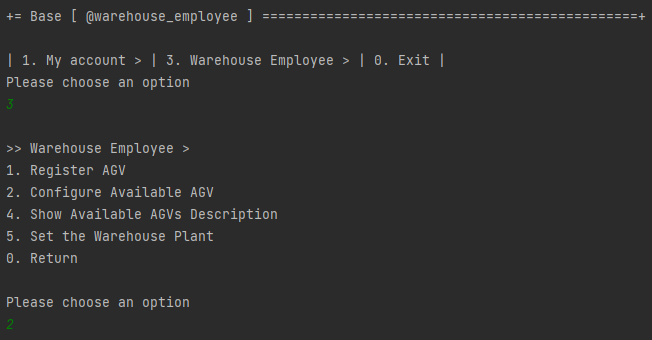 += Base [ @warehouse_employee ] ===============================================+
| 1. My account > | 3. Warehouse Employee > | 0. Exit |
Please choose an option
3
>> Warehouse Employee >
1. Register AGV
2. Configure Available AGV
4. Show Available AGVs Description
5. Set the Warehouse Plant
0. Return
Please choose an option
2